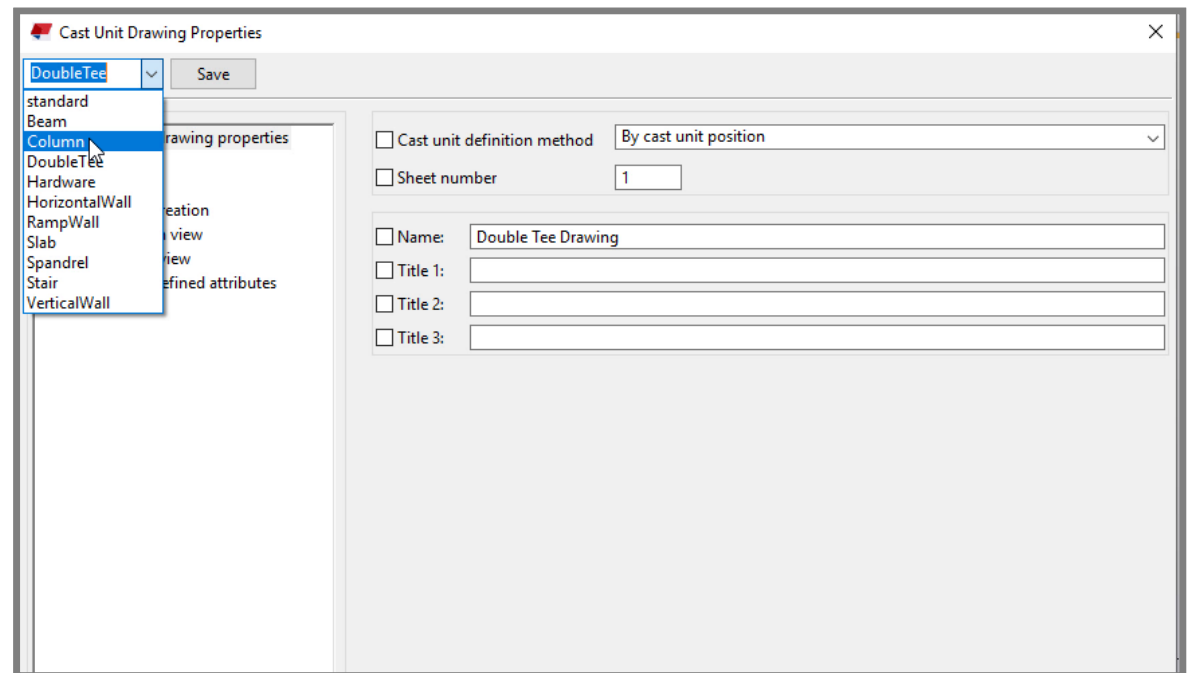 Cast Unit Drawing Properties
DoubleTee
Save
standard
Beam
Column
DoubleTee
Hardware
HorizontalWall
RampWall
Slab
Spandrel
Stair
VerticalWall
rawing properties
eation
view
iew
efined attributes
Cast unit definition method
By cast unit position
Sheet number
1
Name:
Double Tee Drawing
Title 1:
Title 2:
Title 3: